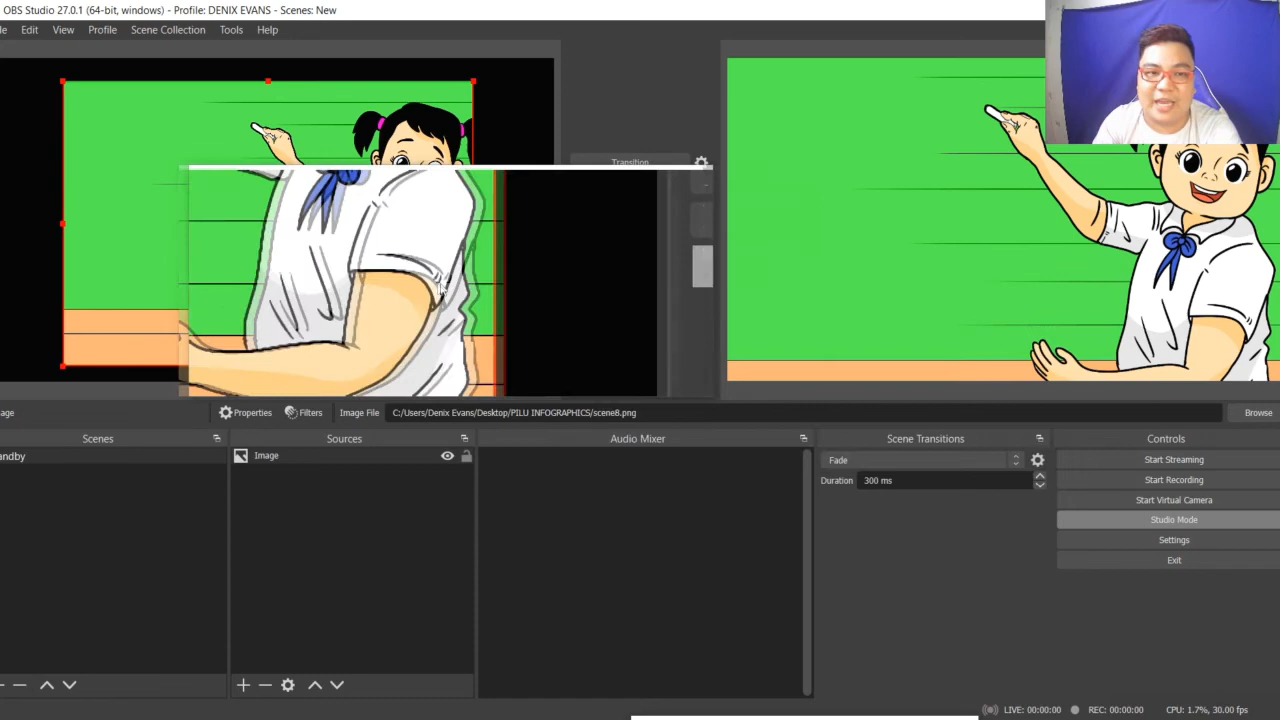 OBS Studio 27.0.1 (64-bit, windows) - Profile: DENIX EVANS - Scenes: New
le Edit View Profile Scene Collection Tools Help
Transition
age Properties Filters Image File C:/Users/Denix Evans/Desktop/PILU INFOGRAPHICS/scene8.png Browse
Scenes Sources Audio Mixer Scene Transitions Controls
andby Image Fade Start Streaming
Duration 300 ms Start Recording
Start Virtual Camera
Studio Mode
Settings
Exit
LIVE: 00:00:00 REC: 00:00:00 CPU: 1.7%, 30.00 fps